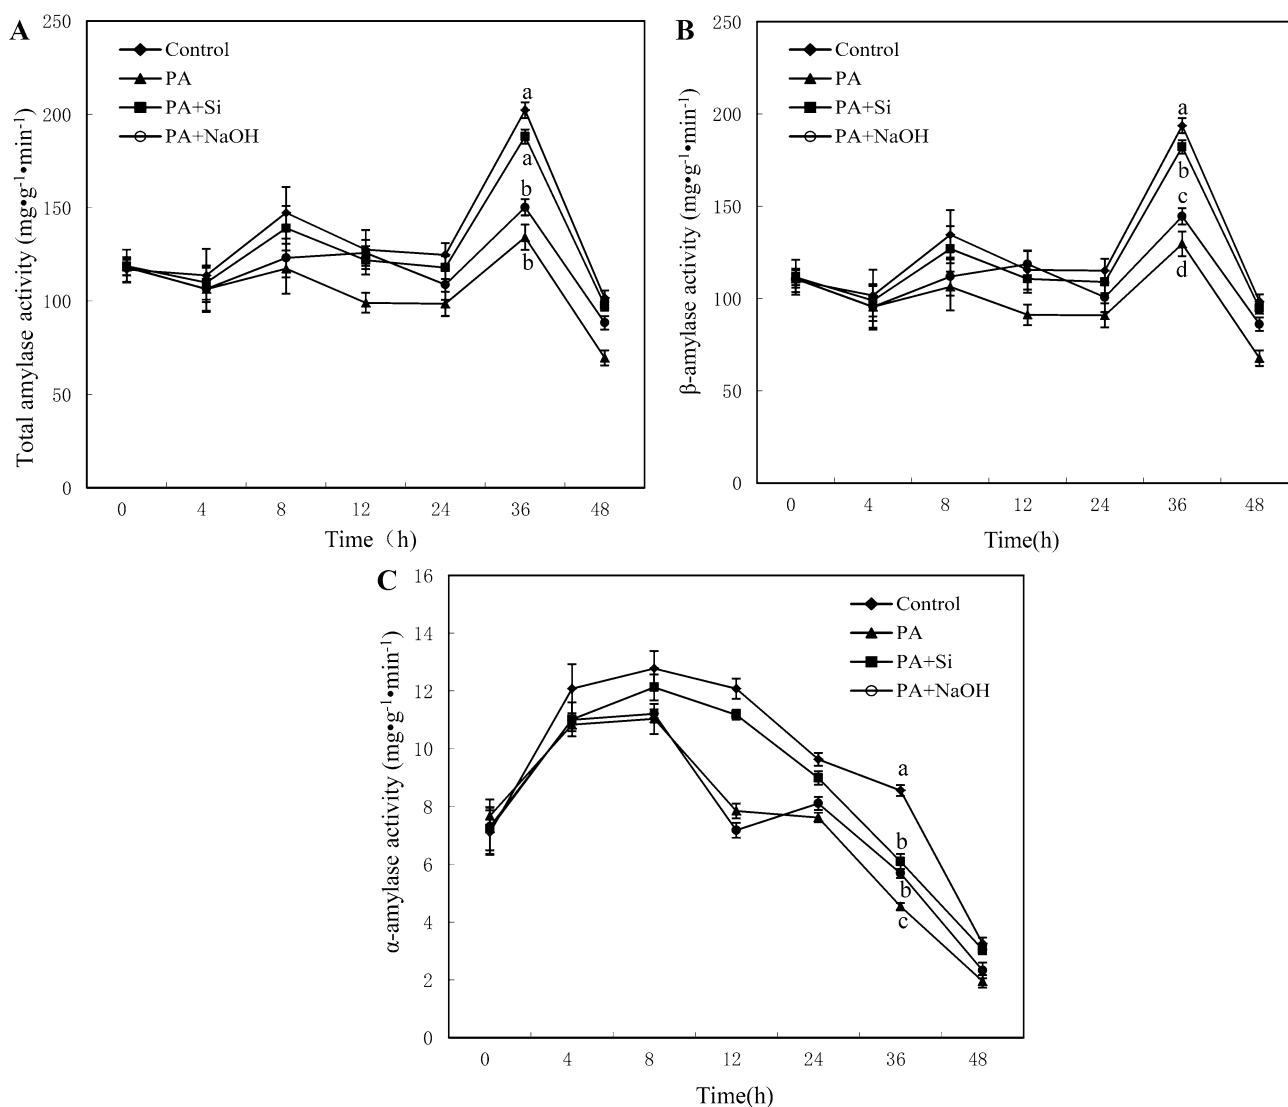 A
250
200
150
100
50
0
Total amylase activity (mg•g⁻¹•min⁻¹)
Control
PA
PA+Si
PA+NaOH
a
a
b
b
0 4 8 12 24 36 48
Time（h)
B
250
200
150
100
50
0
β-amylase activity (mg•g⁻¹•min⁻¹)
Control
PA
PA+Si
PA+NaOH
a
b
c
d
0 4 8 12 24 36 48
Time(h)
C
16
14
12
10
8
6
4
2
0
α-amylase activity (mg•g⁻¹•min⁻¹)
Control
PA
PA+Si
PA+NaOH
a
b
b
c
0 4 8 12 24 36 48
Time(h)